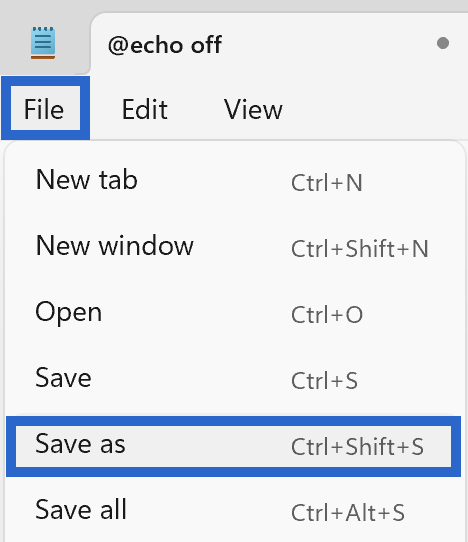 @echo off
File Edit View
New tab Ctrl+N
New window Ctrl+Shift+N
Open Ctrl+O
Save Ctrl+S
Save as Ctrl+Shift+S
Save all Ctrl+Alt+S